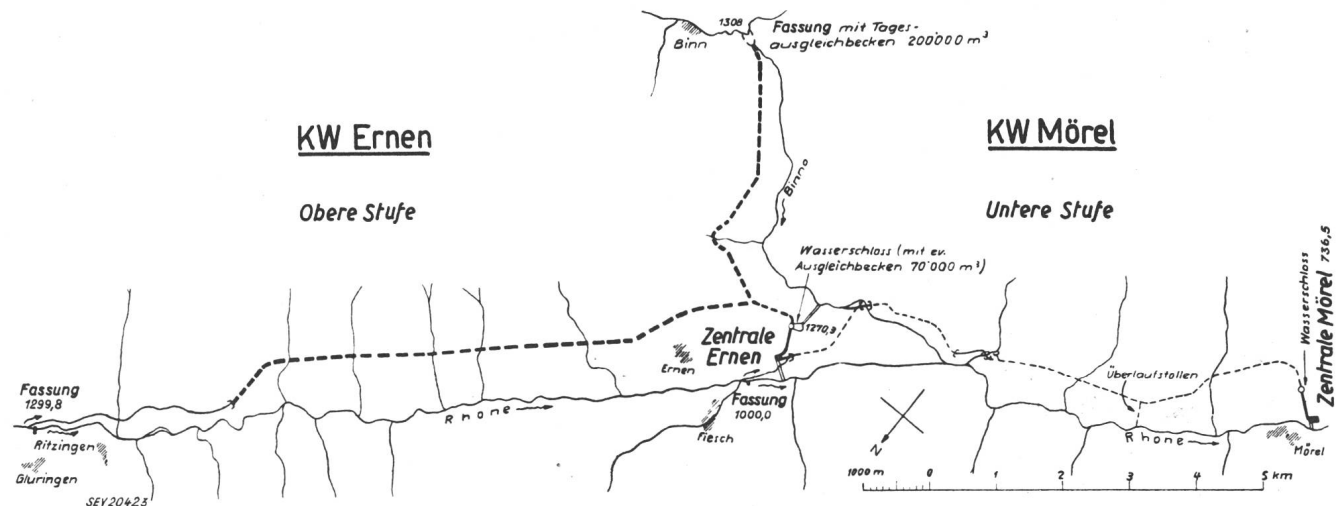 1308
Binn
Fassung mit Tages-
ausgleichbecken 200'000 m³
KW Ernen
Obere Stufe
KW Mörel
Untere Stufe
Binna
Wasserschloss (mit ev.
Ausgleichbecken 70'000 m³)
1270,3
Zentrale
Ernen
Ernen
Fassung
1000,0
Fiesch
Fassung
1299,8
Ritzingen
Gluringen
Rhone
Überlaufstollen
Rhone
Wasserschloss
Zentrale Mörel 736,5
Mörel
N
1000 m 0 1 2 3 4 5 km
SEV20423